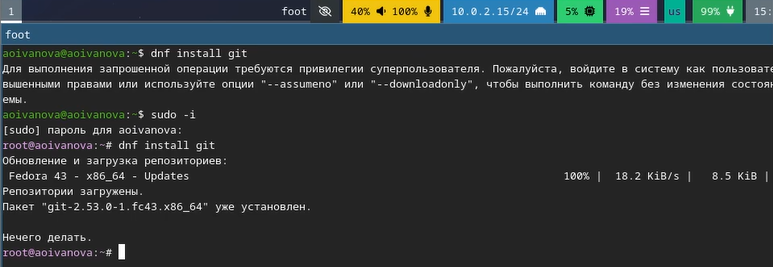 1 foot 40% 100% 10.0.2.15/24 5% 19% us 99% 15:
foot
aoivanova@aoivanova:~$ dnf install git
Для выполнения запрошенной операции требуются привилегии суперпользователя. Пожалуйста, войдите в систему как пользовате
вышенными правами или используйте опции "--assumeno" или "--downloadonly", чтобы выполнить команду без изменения состоян
емы.
aoivanova@aoivanova:~$ sudo -i
[sudo] пароль для aoivanova:
root@aoivanova:~# dnf install git
Обновление и загрузка репозиториев:
Fedora 43 - x86_64 - Updates 100% | 18.2 KiB/s | 8.5 KiB |
Репозитории загружены.
Пакет "git-2.53.0-1.fc43.x86_64" уже установлен.
Нечего делать.
root@aoivanova:~#